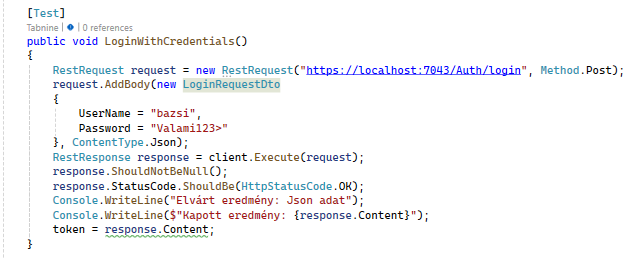 [Test]
Tabnine | | 0 references
public void LoginWithCredentials()
{
RestRequest request = new RestRequest("https://localhost:7043/Auth/login", Method.Post);
request.AddBody(new LoginRequestDto
{
UserName = "bazsi",
Password = "Valami123>"
}, ContentType.Json);
RestResponse response = client.Execute(request);
response.ShouldNotBeNull();
response.StatusCode.ShouldBe(HttpStatusCode.OK);
Console.WriteLine("Elvárt eredmény: Json adat");
Console.WriteLine($"Kapott eredmény: {response.Content}");
token = response.Content;
}